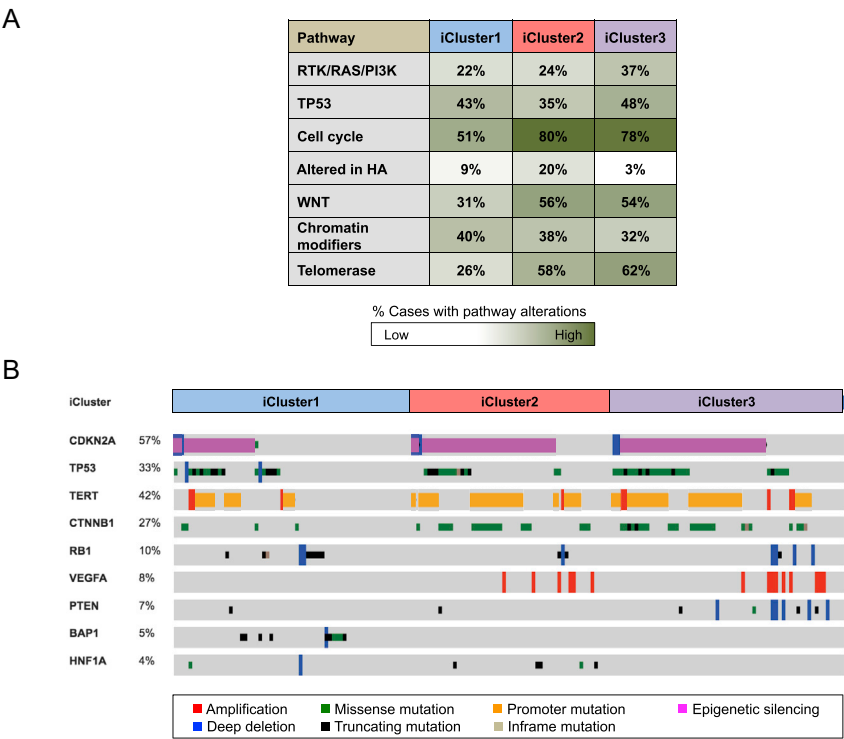 A
Pathway iCluster1 iCluster2 iCluster3
RTK/RAS/PI3K 22% 24% 37%
TP53 43% 35% 48%
Cell cycle 51% 80% 78%
Altered in HA 9% 20% 3%
WNT 31% 56% 54%
Chromatin
modifiers 40% 38% 32%
Telomerase 26% 58% 62%
% Cases with pathway alterations
Low High
B
iCluster iCluster1 iCluster2 iCluster3
CDKN2A 57%
TP53 33%
TERT 42%
CTNNB1 27%
RB1 10%
VEGFA 8%
PTEN 7%
BAP1 5%
HNF1A 4%
Amplification Missense mutation Promoter mutation Epigenetic silencing
Deep deletion Truncating mutation Inframe mutation